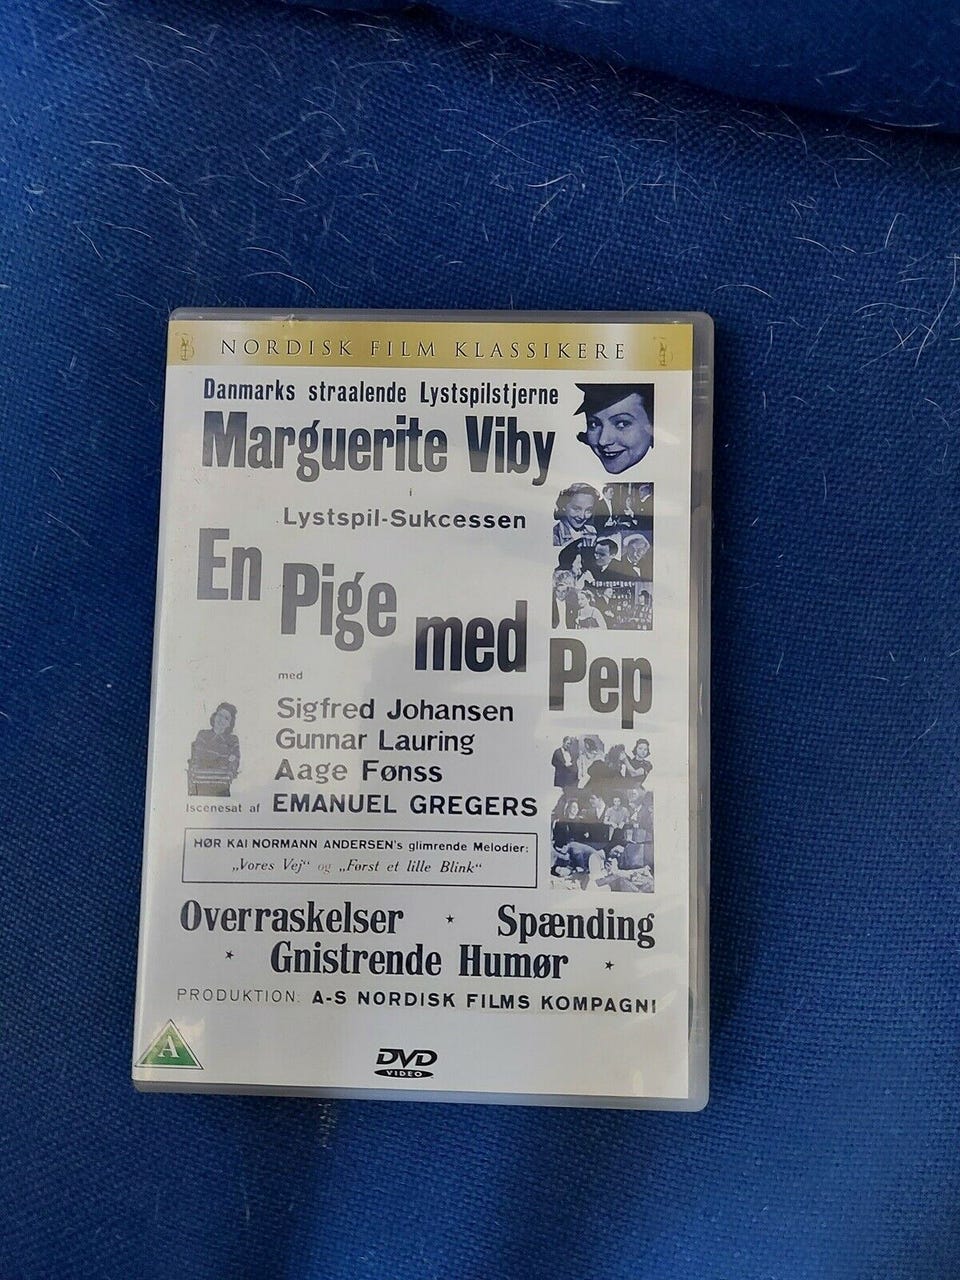 NORDISK FILM KLASSIKERE
Danmarks straalende Lystspilstjerne
Marguerite Viby
i
Lystspil-Sukcessen
En Pige med Pep
med
Sigfred Johansen
Gunnar Lauring
Aage Fønss
Iscenesat af EMANUEL GREGERS
HØR KAI NORMANN ANDERSEN's glimrende Melodier:
„Vores Vej“ og „Først et lille Blink“
Overraskelser * Spænding
* Gnistrende Humør *
PRODUKTION: A-S NORDISK FILMS KOMPAGNI
A
DVD
VIDEO